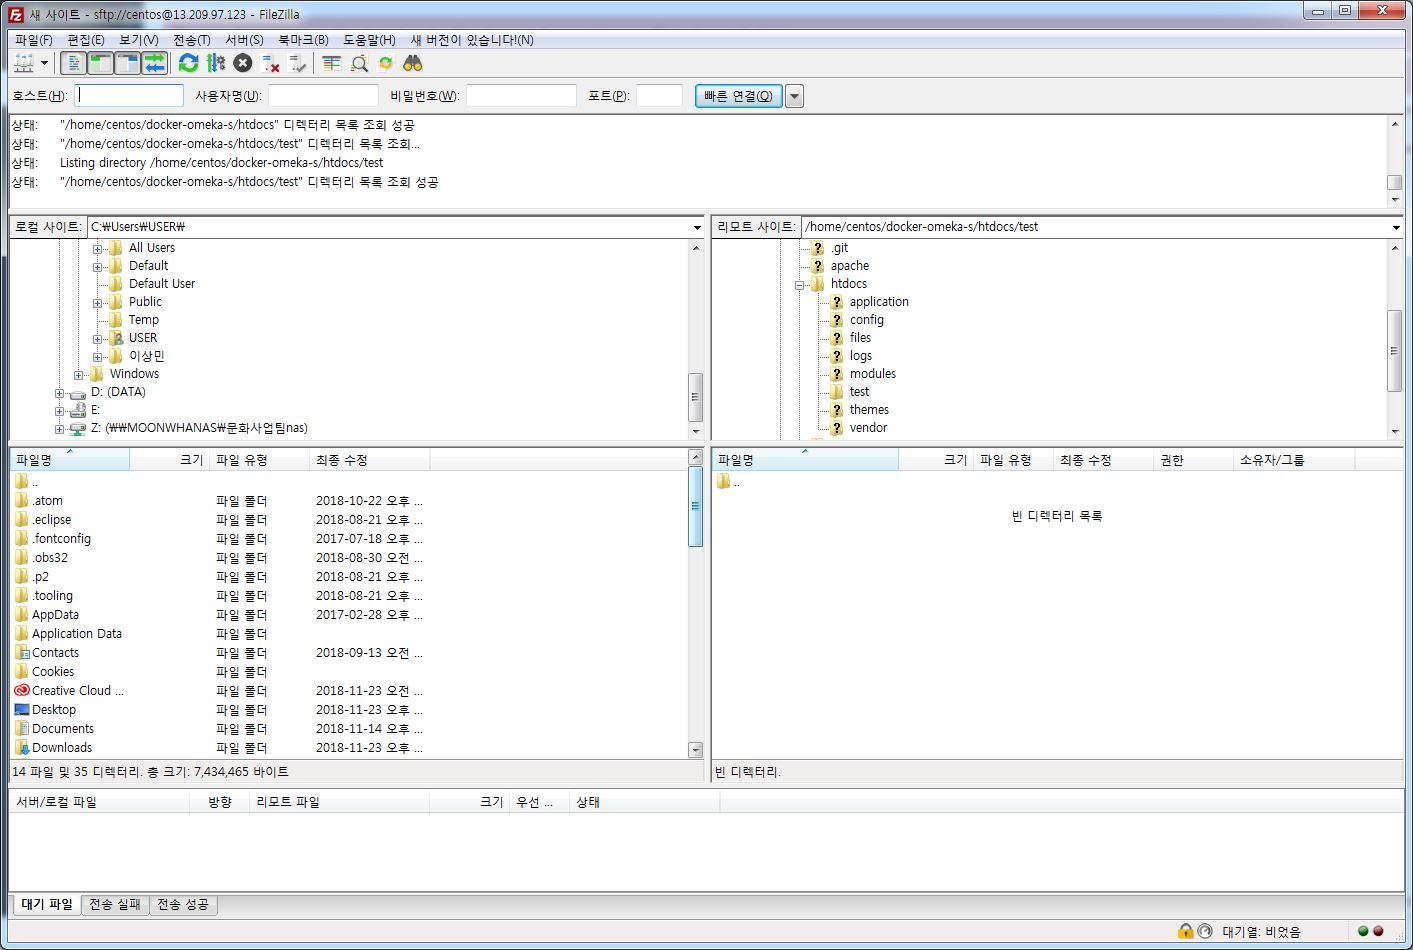 새 사이트 - sftp://centos@13.209.97.123 - FileZilla
파일(F) 편집(E) 보기(V) 전송(T) 서버(S) 북마크(B) 도움말(H) 새 버전이 있습니다!(N)
호스트(H): 사용자명(U): 비밀번호(W): 포트(P): 빠른 연결(Q)
상태: "/home/centos/docker-omeka-s/htdocs" 디렉터리 목록 조회 성공
상태: "/home/centos/docker-omeka-s/htdocs/test" 디렉터리 목록 조회...
상태: Listing directory /home/centos/docker-omeka-s/htdocs/test
상태: "/home/centos/docker-omeka-s/htdocs/test" 디렉터리 목록 조회 성공
로컬 사이트: C:₩Users₩USER₩
All Users
Default
Default User
Public
Temp
USER
이상민
Windows
D: (DATA)
E:
Z: (₩₩MOONWHANAS₩문화사업팀nas)
리모트 사이트: /home/centos/docker-omeka-s/htdocs/test
.git
apache
htdocs
application
config
files
logs
modules
test
themes
vendor
파일명 크기 파일 유형 최종 수정
..
.atom 파일 폴더 2018-10-22 오후 ...
.eclipse 파일 폴더 2018-08-21 오후 ...
.fontconfig 파일 폴더 2017-07-18 오후 ...
.obs32 파일 폴더 2018-08-30 오전 ...
.p2 파일 폴더 2018-08-21 오후 ...
.tooling 파일 폴더 2018-08-21 오후 ...
AppData 파일 폴더 2017-02-28 오후 ...
Application Data 파일 폴더
Contacts 파일 폴더 2018-09-13 오전 ...
Cookies 파일 폴더
Creative Cloud ... 파일 폴더 2018-11-23 오전 ...
Desktop 파일 폴더 2018-11-23 오후 ...
Documents 파일 폴더 2018-11-14 오후 ...
Downloads 파일 폴더 2018-11-23 오후 ...
14 파일 및 35 디렉터리. 총 크기: 7,434,465 바이트
파일명 크기 파일 유형 최종 수정 권한 소유자/그룹
..
빈 디렉터리 목록
빈 디렉터리.
서버/로컬 파일 방향 리모트 파일 크기 우선 ... 상태
대기 파일 전송 실패 전송 성공
대기열: 비었음